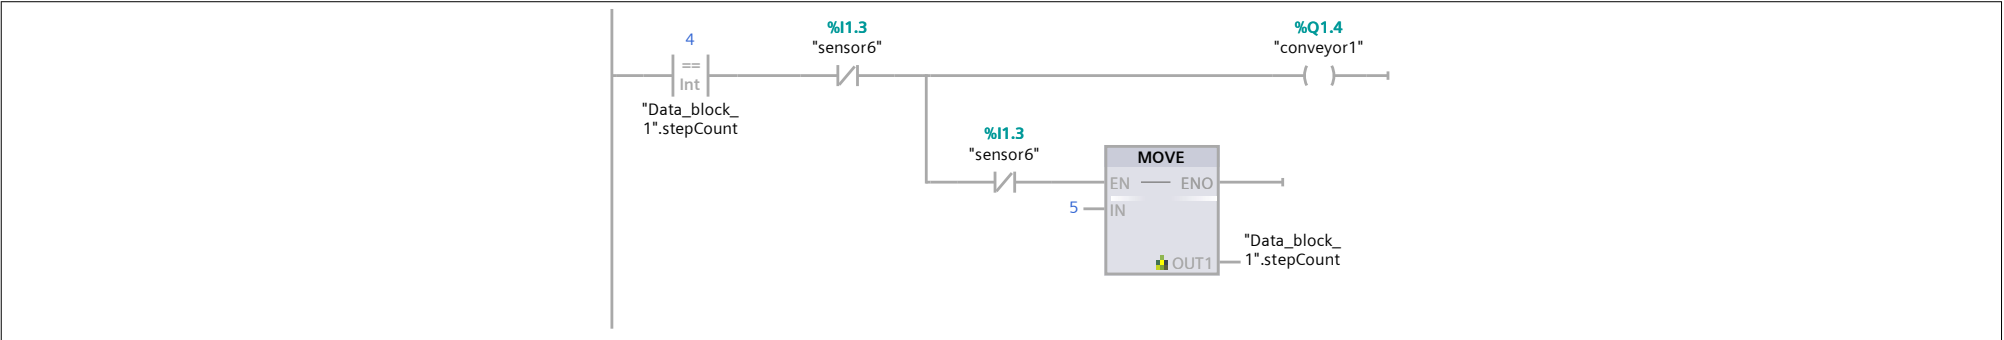 %I1.3
%Q1.4
4
"sensor6"
"conveyor1"
==
Int
"Data_block_
1".stepCount
%I1.3
"sensor6"
MOVE
EN
ENO
5
IN
"Data_block_
1".stepCount
OUT1